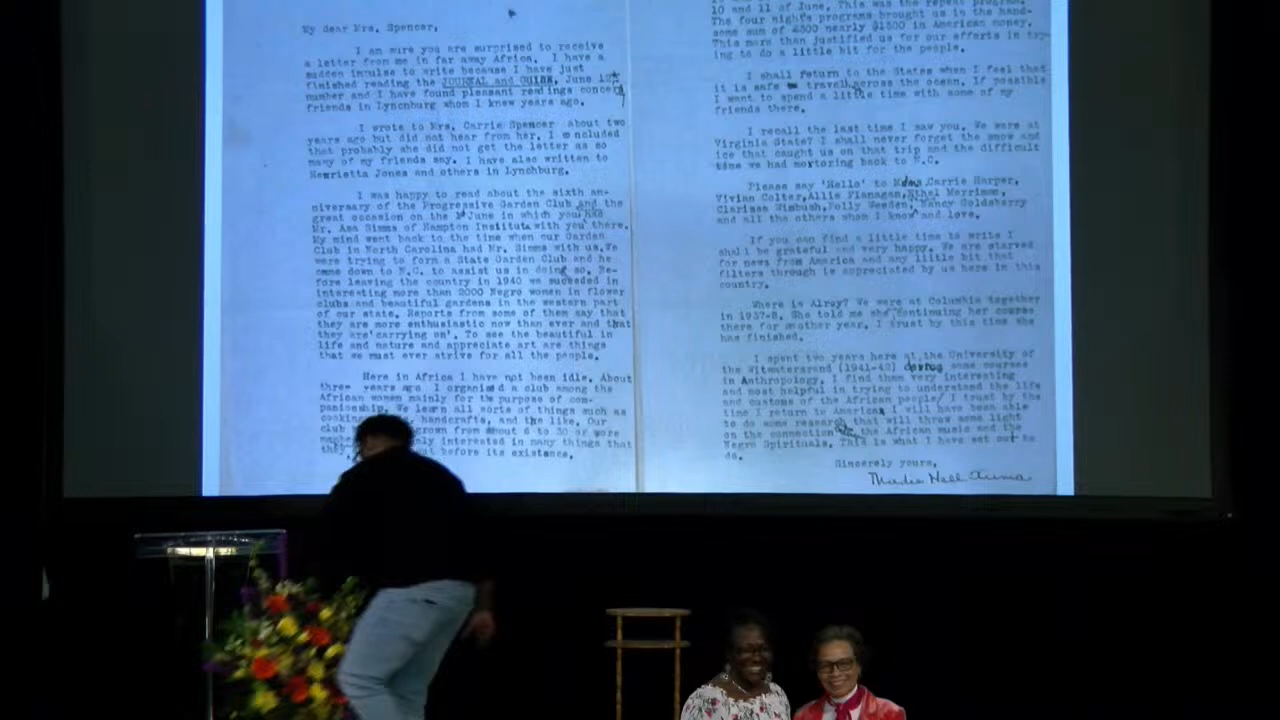 My dear Mrs. Spencer,
I am sure you are surprised to receive
a letter from me in far away Africa. I have a
sudden impulse to write because I have just
finished reading the JOURNAL and GUIDE, June
number and I have found pleasant readings concern
friends in Lynchburg whom I knew years ago.
I wrote to Mrs. Carrie Spencer about two
years ago but did not hear from her. I concluded
that probably she did not get the letter as so
many of my friends say. I have also written to
Henrietta Jones and others in Lynchburg.
I was happy to read about the sixth an-
niversary of the Progressive Garden Club and the
great occasion on the June in which you had
Mr. Asa Simms of Hampton Institute with you there.
My mind went back to the time when our Garden
Club in North Carolina had Mr. Simms with us. We
were trying to form a State Garden Club and he
came down to N.C. to assist us in doing so. Be-
fore leaving the country in 1940 we succeded in
interesting more than 2000 Negro women in flower
clubs and beautiful gardens in the western part
of our state. Reports from some of them say that
they are more enthusiastic now than ever and that
they are 'carrying on'. To see the beautiful in
life and nature and appreciate art are things
that we must ever strive for all the people.
Here in Africa I have not been idle. About
three years ago I organized a club among the
African women mainly for the purpose of com-
panionship. We learn all sorts of things such as
cooking, handcrafts, and the like. Our
club grown from about 6 to 30 or more
interested in many things that
they before its existance.
10 and 11 of June. This was the repeat program.
The four night's programs brought us in the hand-
some sum of £300 nearly $1500 in American money.
This more than justified us for our efforts in try-
ing to do a little bit for the people.
I shall return to the States when I feel that
it is safe travel across the ocean. If possible
I want to spend a little time with some of my
friends there.
I recall the last time I saw you. We were at
Virginia State? I shall never forget the snow and
ice that caught us on that trip and the difficult
time we had mortoring back to N.C.
Please say 'Hello' to Mdms. Carrie Harper,
Vivian Colter, Allie Flanagan, Ethel Merriman,
Clarissa Wimbush, Polly Weeden, Nancy Goldsberry
and all the others whom I know and love.
If you can find a little time to write I
shall be grateful and very happy. We are starved
for news from America and any little bit that
filters through is appreciated by us here in this
country.
Where is Alray? We were at Columbia together
in 1937-8. She told me she continuing her course
there for another year. I trust by this time she
has finished.
I spent two years here at the University of
the Witwatersrand (1941-42) some courses
in Anthropology. I find them very interesting
and most helpful in trying to understand the life
and customs of the African people/ I trust by the
time I return to America, I will have been able
to do some research that will throw some light
on the connection the African music and the
Negro Spirituals. This is what I have set out to
do.
Sincerely yours,